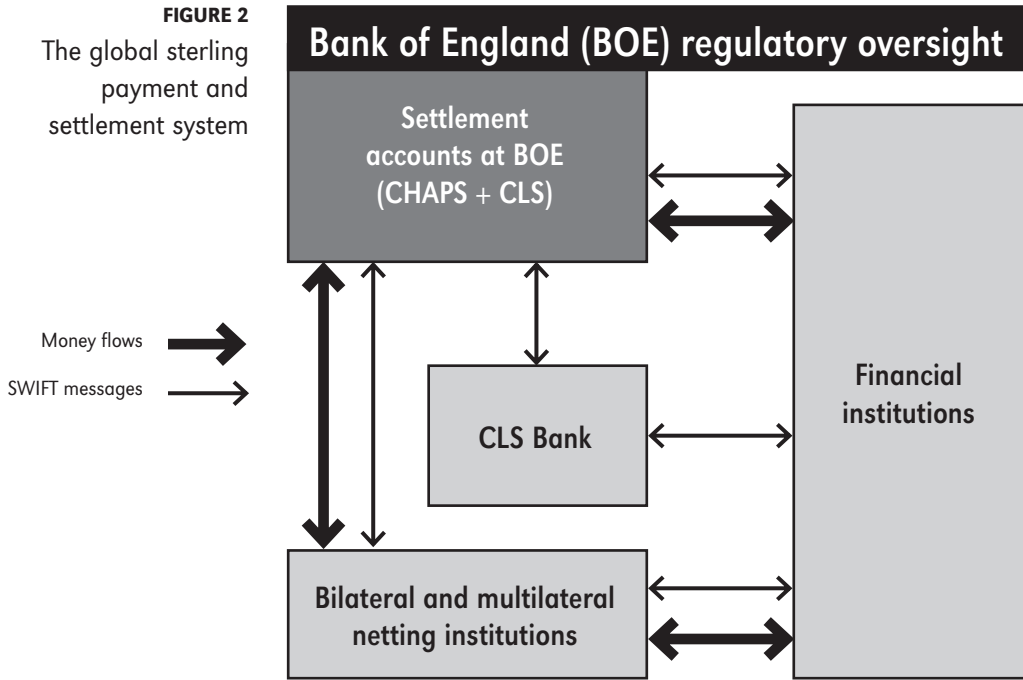 FIGURE 2
The global sterling
payment and
settlement system
Bank of England (BOE) regulatory oversight
Settlement
accounts at BOE
(CHAPS + CLS)
Money flows
SWIFT messages
CLS Bank
Financial
institutions
Bilateral and multilateral
netting institutions